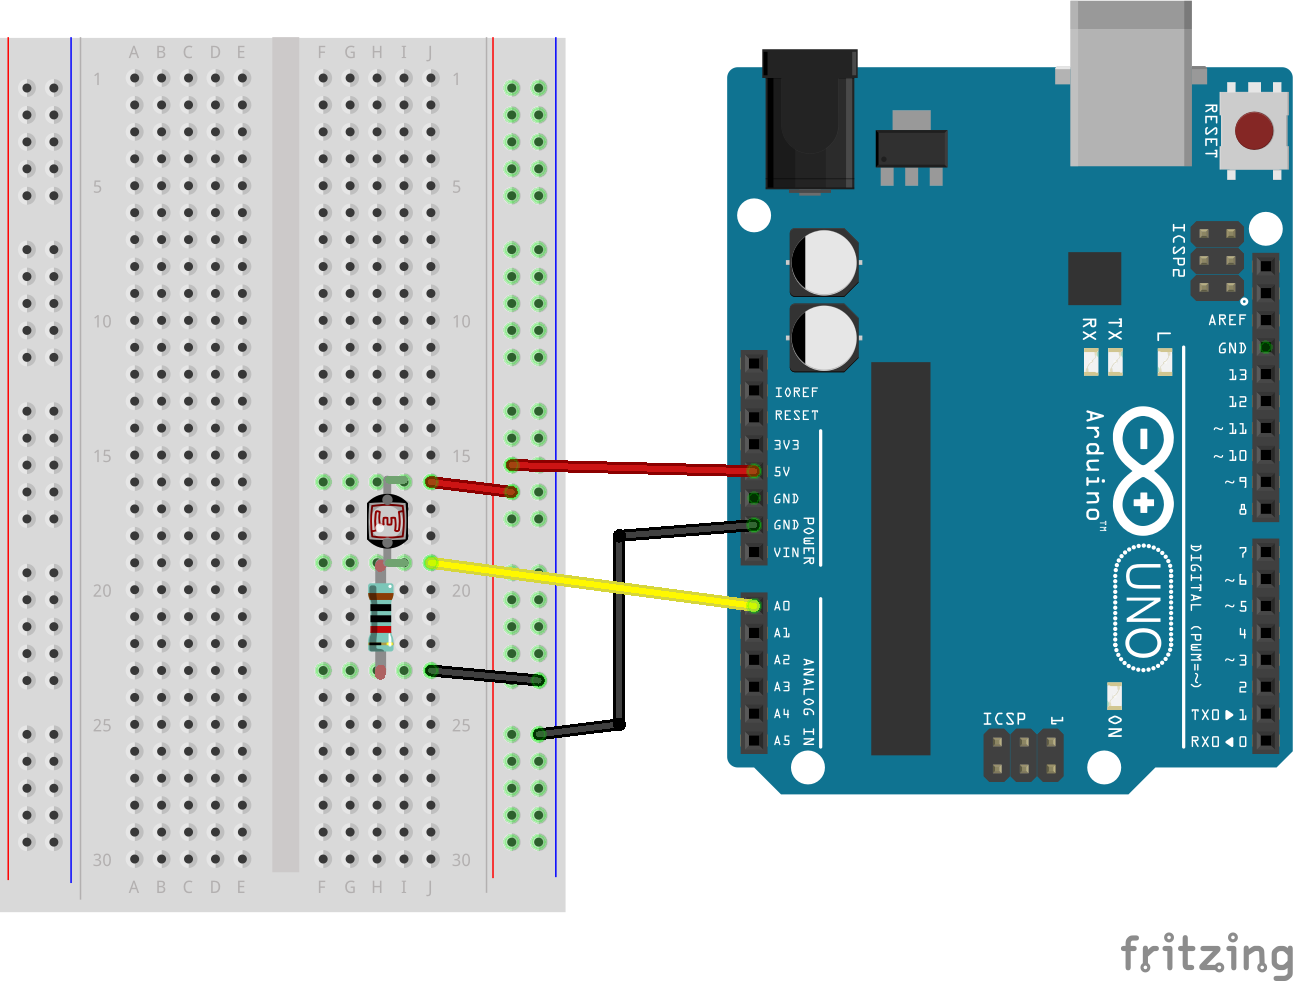 A B C D E F G H I J
1 1
5 5
10 10
15 15
20 20
25 25
30 30
A B C D E F G H I J
RESET
ICSP2
AREF
GND
13
12
~11
~10
~9
8
7
~6
~5
4
~3
2
TX0▶1
RX0◀0
RX TX L
IOREF
RESET
3V3
5V
GND
GND
VIN
POWER
A0
A1
A2
A3
A4
A5
ANALOG IN
Arduino™
UNO
DIGITAL (PWM=~)
ICSP 1
ON
fritzing